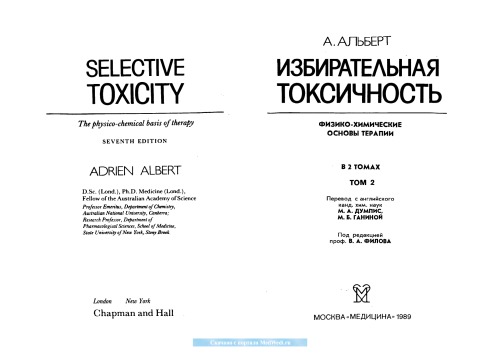 SELECTIVE
TOXICITY
The physico-chemical basis of therapy
SEVENTH EDITION
ADRIEN ALBERT
D.Sc. (Lond.), Ph.D. Medicine (Lond.),
Fellow of the Australian Academy of Science
Professor Emeritus, Department of Chemistry,
Australian National University, Canberra;
Research Professor, Department of
Pharmacological Sciences, School of Medicine,
State University of New York, Stony Brook.
London New York
Chapman and Hall
А. АЛЬБЕРТ
ИЗБИРАТЕЛЬНАЯ
ТОКСИЧНОСТЬ
ФИЗИКО-ХИМИЧЕСКИЕ
ОСНОВЫ ТЕРАПИИ
В 2 ТОМАХ
ТОМ 2
Перевод с английского
канд. хим. наук
М. А. ДУМПИС,
М. Б. ГАНИНОЙ
Под редакцией
проф. В. А. ФИЛОВА
МОСКВА «МЕДИЦИНА» 1989